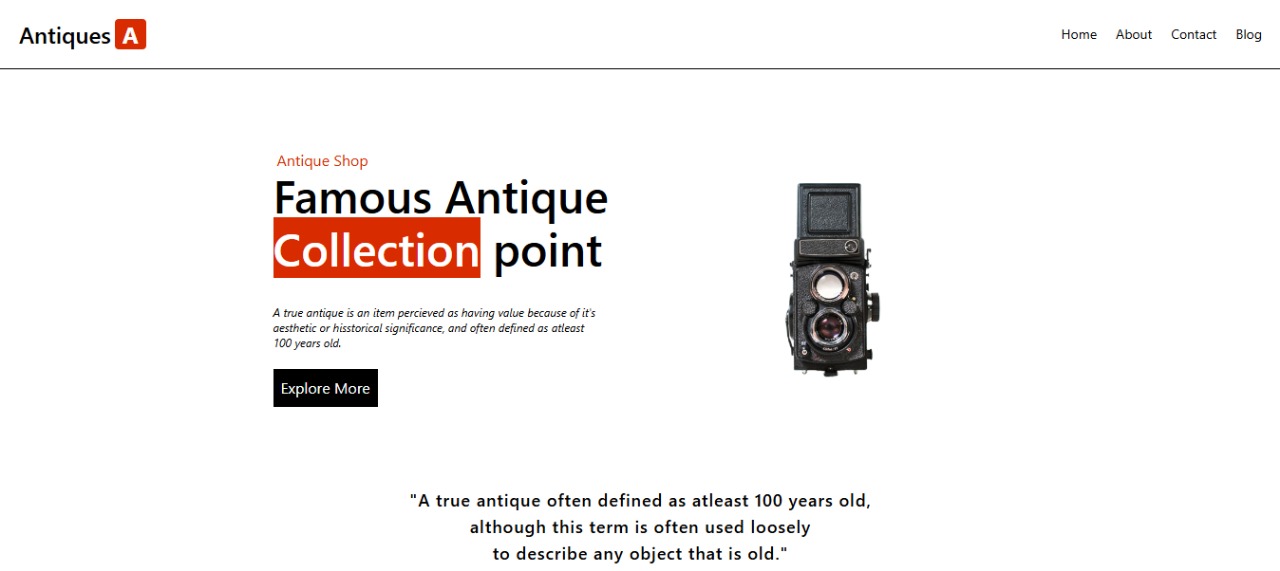 Antiques A
Home About Contact Blog
Antique Shop
Famous Antique
Collection point
A true antique is an item percieved as having value because of it's
aesthetic or hisstorical significance, and often defined as atleast
100 years old.
Explore More
"A true antique often defined as atleast 100 years old,
although this term is often used loosely
to describe any object that is old."